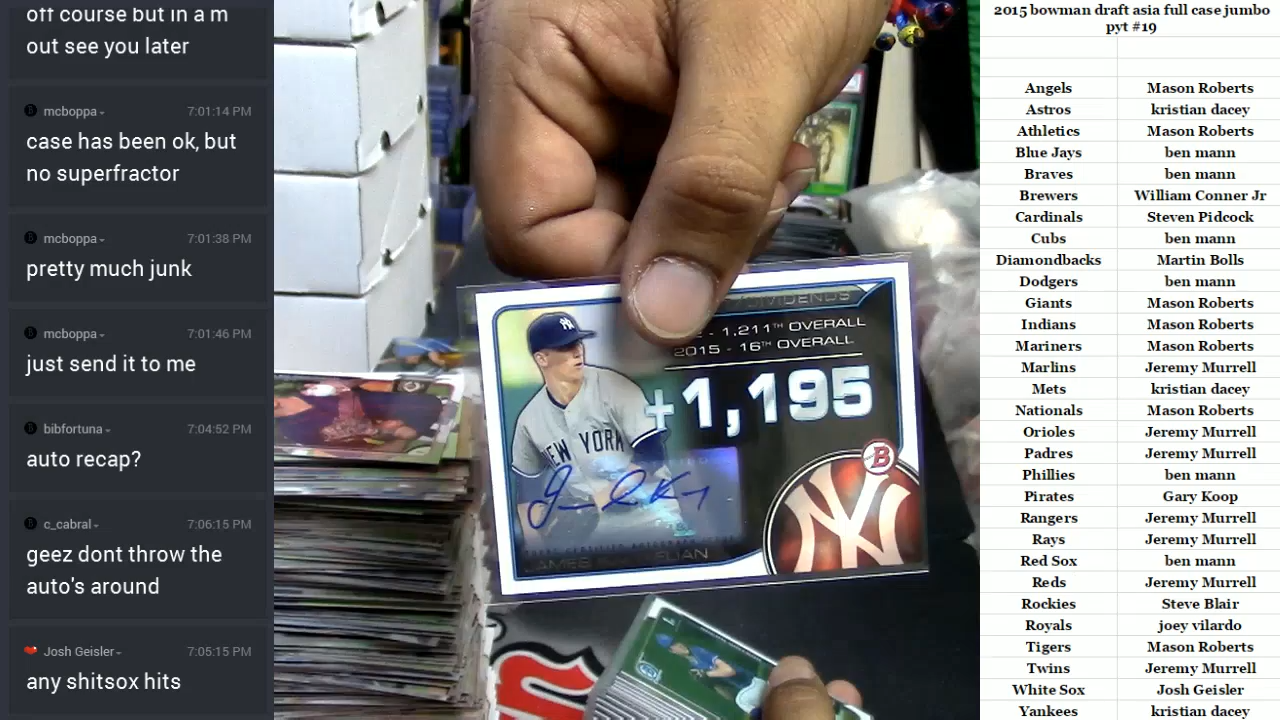 off course but in a m
out see you later
mcboppa 7:01:14 PM
case has been ok, but
no superfractor
mcboppa 7:01:38 PM
pretty much junk
mcboppa 7:01:46 PM
just send it to me
bibfortuna 7:04:52 PM
auto recap?
c_cabral 7:06:15 PM
geez dont throw the
auto's around
Josh Geisler 7:05:15 PM
any shitsox hits
DIVIDENDS
- 1,211TH OVERALL
2015 - 16TH OVERALL
+1,195
NEW YORK
NY
B
JAMES
NY
2015 bowman draft asia full case jumbo
pyt #19
Angels Mason Roberts
Astros kristian dacey
Athletics Mason Roberts
Blue Jays ben mann
Braves ben mann
Brewers William Conner Jr
Cardinals Steven Pidcock
Cubs ben mann
Diamondbacks Martin Bolls
Dodgers ben mann
Giants Mason Roberts
Indians Mason Roberts
Mariners Mason Roberts
Marlins Jeremy Murrell
Mets kristian dacey
Nationals Mason Roberts
Orioles Jeremy Murrell
Padres Jeremy Murrell
Phillies ben mann
Pirates Gary Koop
Rangers Jeremy Murrell
Rays Jeremy Murrell
Red Sox ben mann
Reds Jeremy Murrell
Rockies Steve Blair
Royals joey vilardo
Tigers Mason Roberts
Twins Jeremy Murrell
White Sox Josh Geisler
Yankees kristian dacey